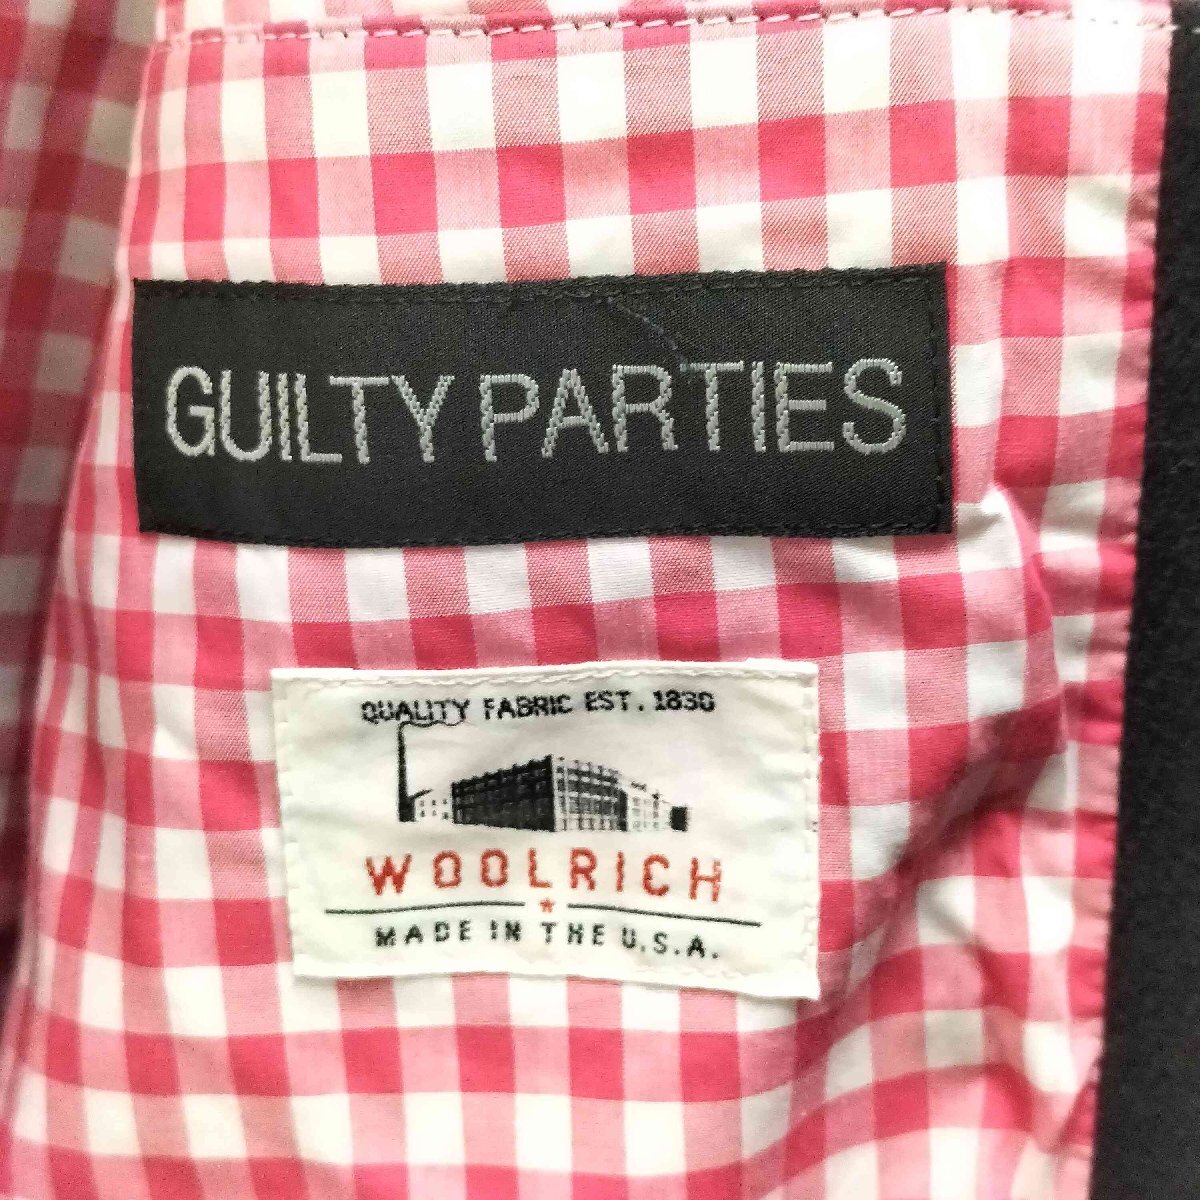 GUILTY PARTIES
QUALITY FABRIC EST. 1830
WOOLRICH
MADE IN THE U.S.A.